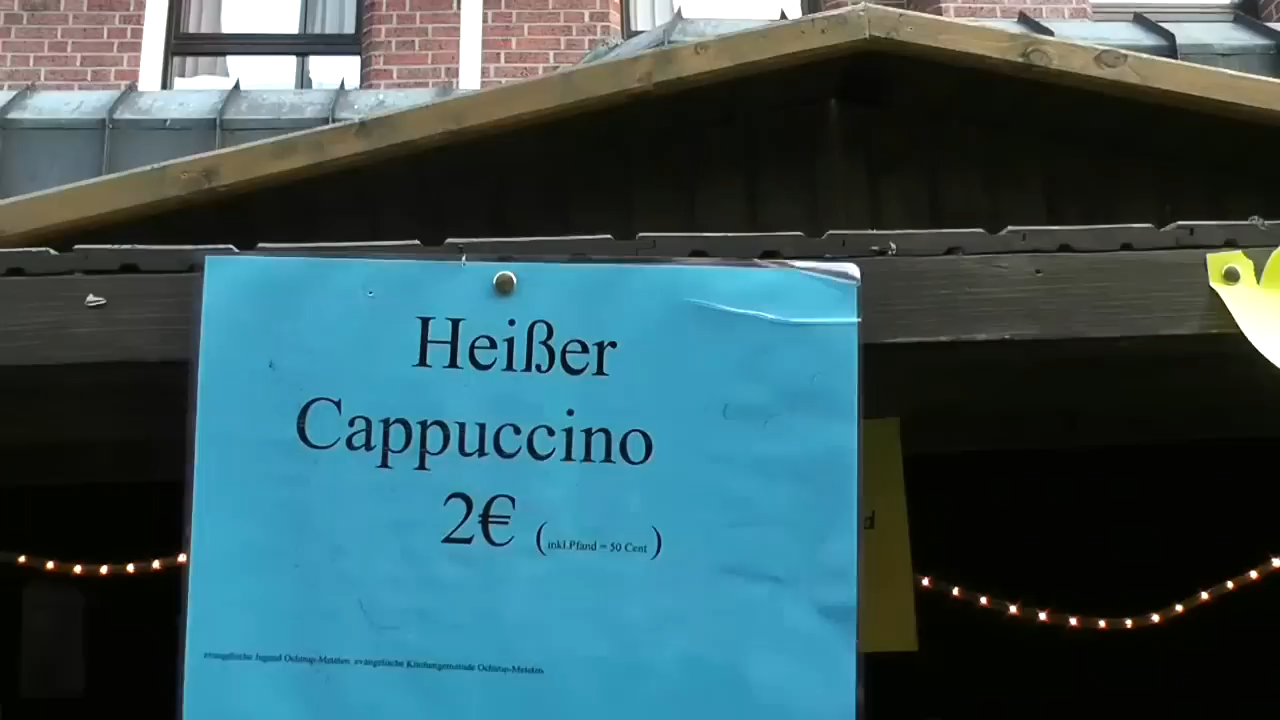 Heißer
Cappuccino
2€ (inkl.Pfand = 50 Cent)
evangelische Jugend Ochtrup-Metelen, evangelische Kirchengemeinde Ochtrup-Metelen
d